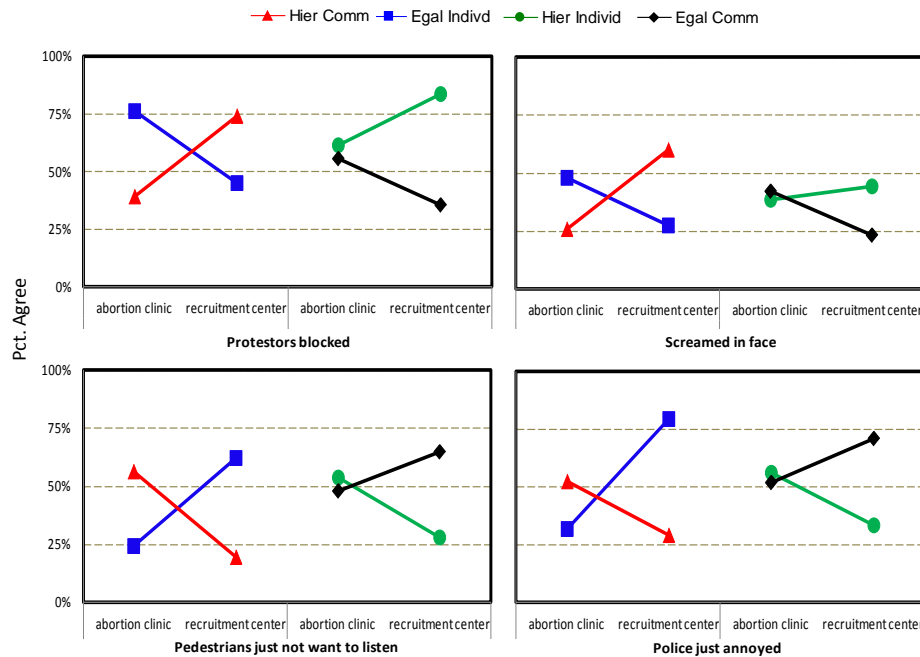 Hier Comm Egal Indivd Hier Individ Egal Comm
Pct. Agree
100%
75%
50%
25%
0%
abortion clinic recruitment center abortion clinic recruitment center
Protestors blocked
abortion clinic recruitment center abortion clinic recruitment center
Screamed in face
100%
75%
50%
25%
0%
abortion clinic recruitment center abortion clinic recruitment center
Pedestrians just not want to listen
abortion clinic recruitment center abortion clinic recruitment center
Police just annoyed